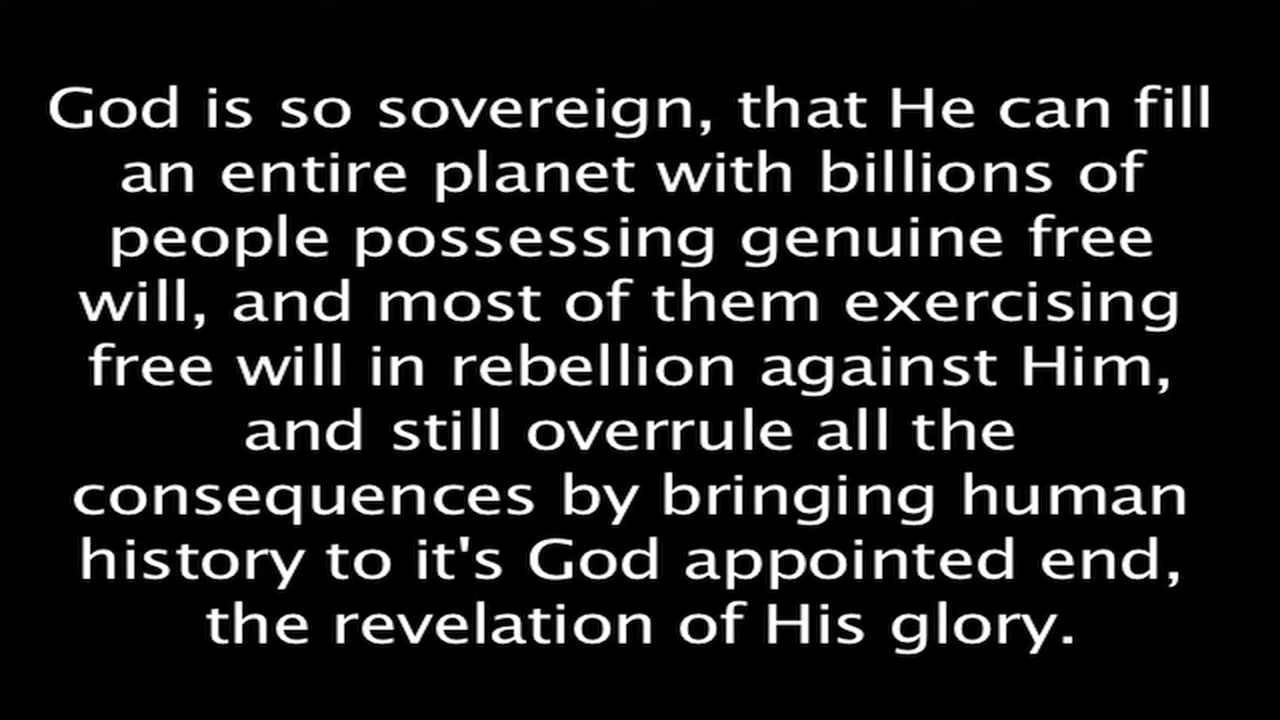 God is so sovereign, that He can fill
an entire planet with billions of
people possessing genuine free
will, and most of them exercising
free will in rebellion against Him,
and still overrule all the
consequences by bringing human
history to it's God appointed end,
the revelation of His glory.